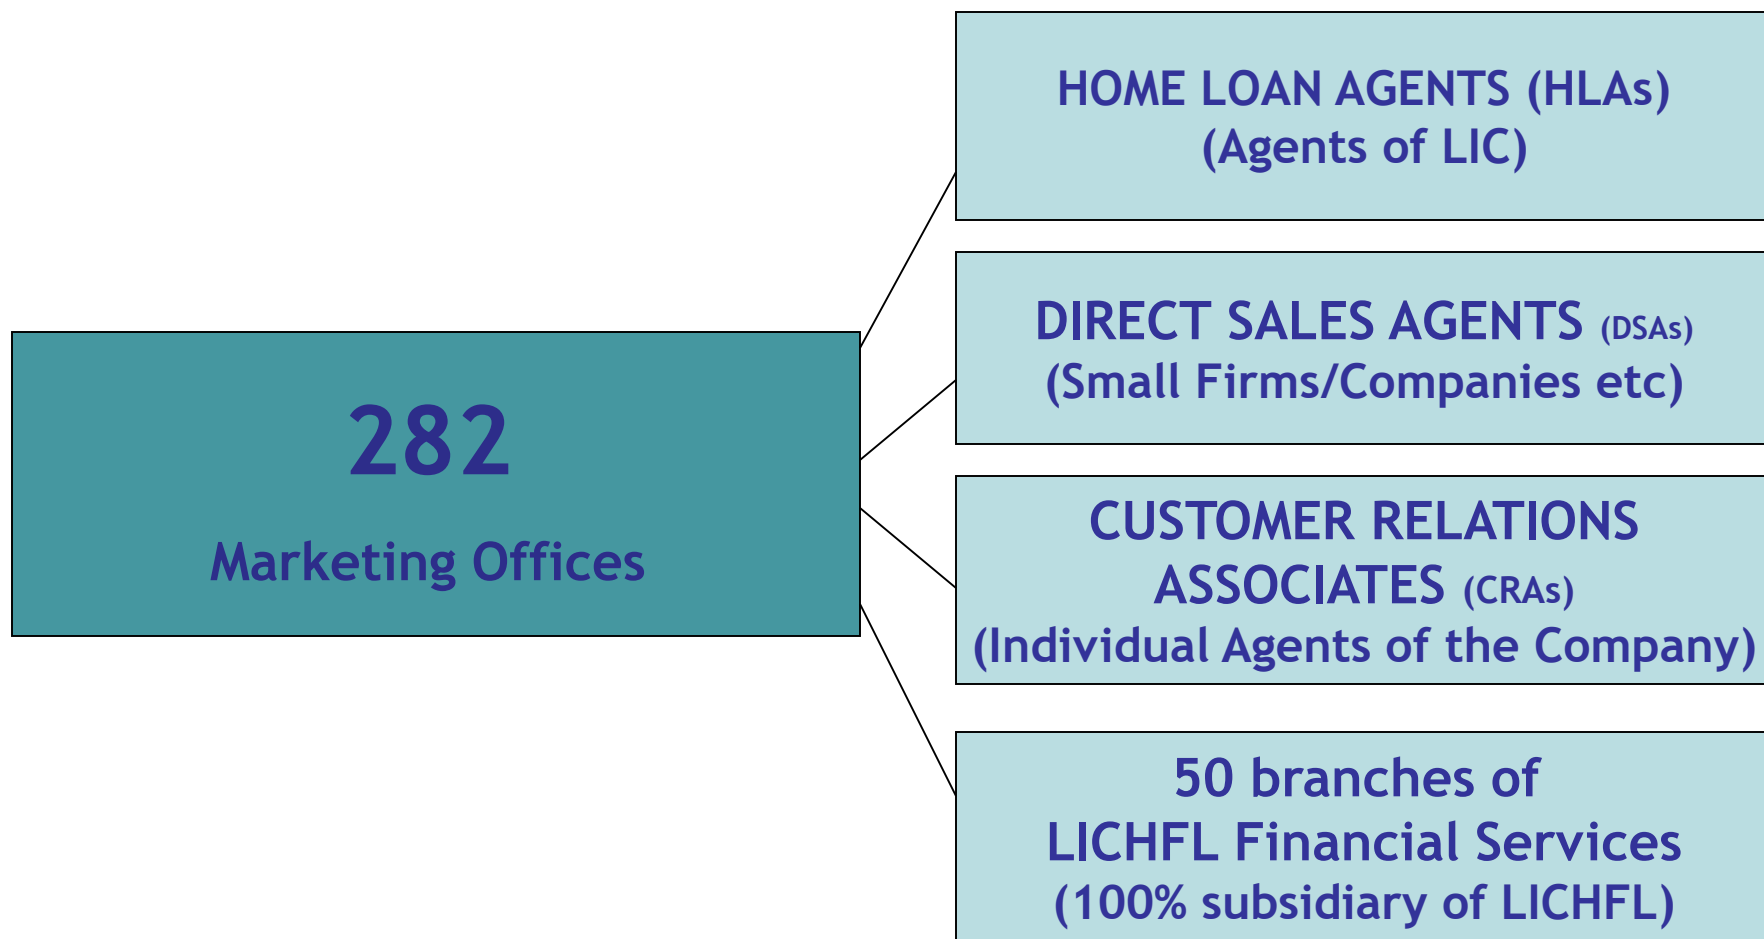 282
Marketing Offices
HOME LOAN AGENTS (HLAs)
(Agents of LIC)
DIRECT SALES AGENTS (DSAs)
(Small Firms/Companies etc)
CUSTOMER RELATIONS
ASSOCIATES (CRAs)
(Individual Agents of the Company)
50 branches of
LICHFL Financial Services
(100% subsidiary of LICHFL)